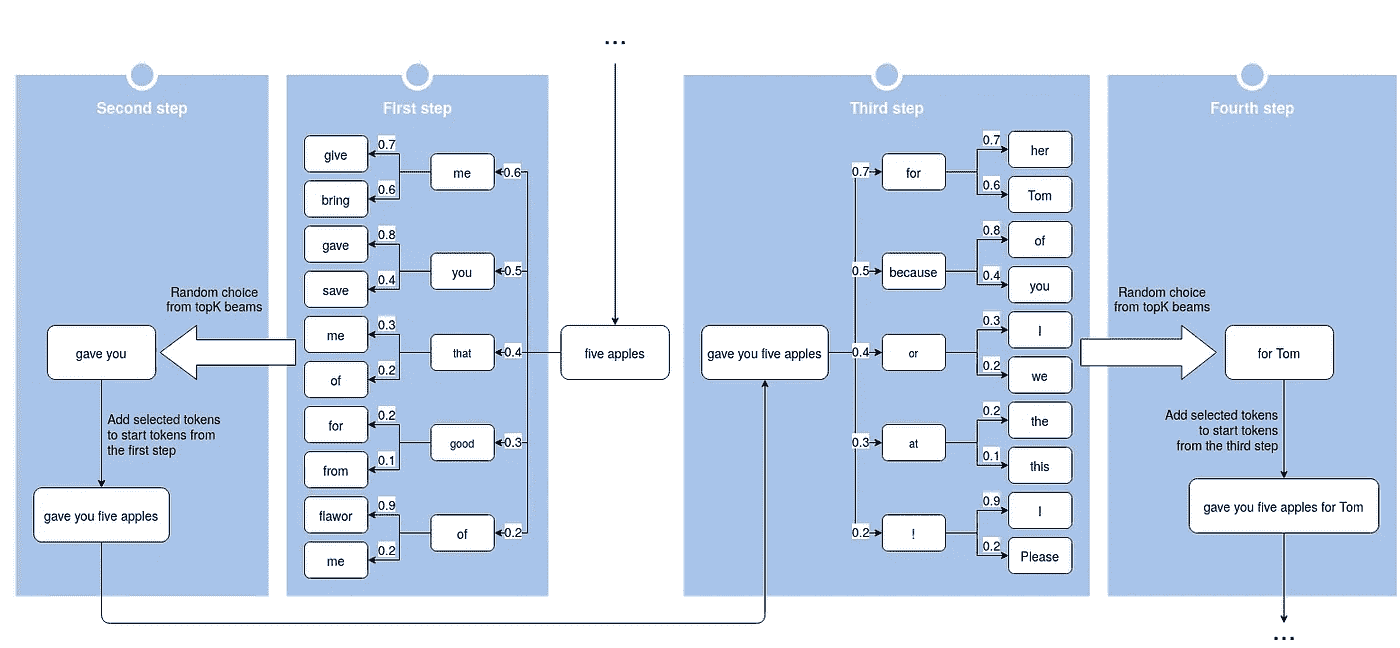 ...
Second step
First step
Third step
Fourth step
give
0.7
bring
0.6
me
0.6
gave
0.8
save
0.4
you
0.5
me
0.3
of
0.2
that
0.4
for
0.2
from
0.1
good
0.3
flawor
0.9
me
0.2
of
0.2
five apples
Random choice
from topK beams
gave you
Add selected tokens
to start tokens from
the first step
gave you five apples
gave you five apples
0.7
for
0.7
her
0.6
Tom
0.5
because
0.8
of
0.4
you
0.4
or
0.3
I
0.2
we
0.3
at
0.2
the
0.1
this
0.2
!
0.9
I
0.2
Please
Random choice
from topK beams
for Tom
Add selected tokens
to start tokens
from the third step
gave you five apples for Tom
...